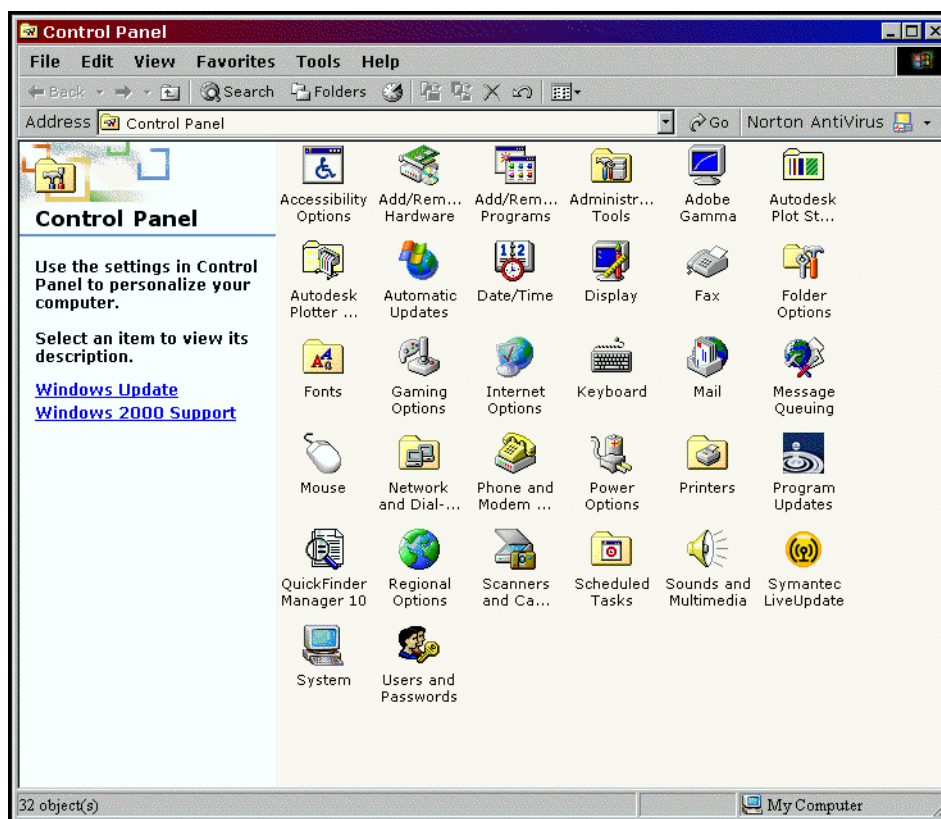 Control Panel
File Edit View Favorites Tools Help
Back Search Folders
Address Control Panel Go Norton AntiVirus
Control Panel
Use the settings in Control
Panel to personalize your
computer.
Select an item to view its
description.
Windows Update
Windows 2000 Support
Accessibility Options
Add/Rem... Hardware
Add/Rem... Programs
Administr... Tools
Adobe Gamma
Autodesk Plot St...
Autodesk Plotter ...
Automatic Updates
Date/Time
Display
Fax
Folder Options
Fonts
Gaming Options
Internet Options
Keyboard
Mail
Message Queuing
Mouse
Network and Dial-...
Phone and Modem ...
Power Options
Printers
Program Updates
QuickFinder Manager 10
Regional Options
Scanners and Ca...
Scheduled Tasks
Sounds and Multimedia
Symantec LiveUpdate
System
Users and Passwords
32 object(s) My Computer